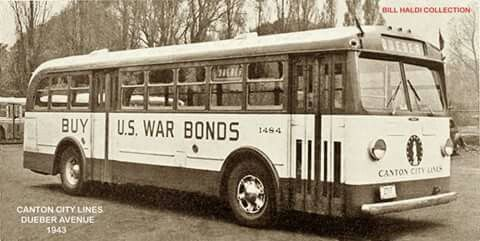 BILL HALDI COLLECTION
DUEBER
DUEBER
BUY U.S. WAR BONDS 1484
CANTON CITY LINES
CANTON CITY LINES
DUEBER AVENUE
1943